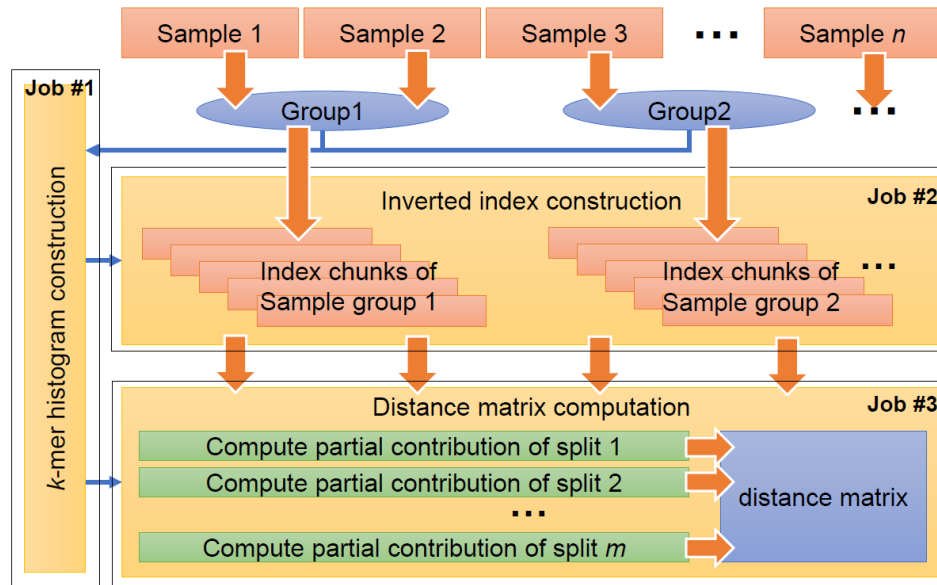 Sample 1
Sample 2
Sample 3
...
Sample n
Job #1
Group1
Group2
...
k-mer histogram construction
Job #2
Inverted index construction
Index chunks of
Sample group 1
Index chunks of
Sample group 2
...
Job #3
Distance matrix computation
Compute partial contribution of split 1
Compute partial contribution of split 2
...
Compute partial contribution of split m
distance matrix